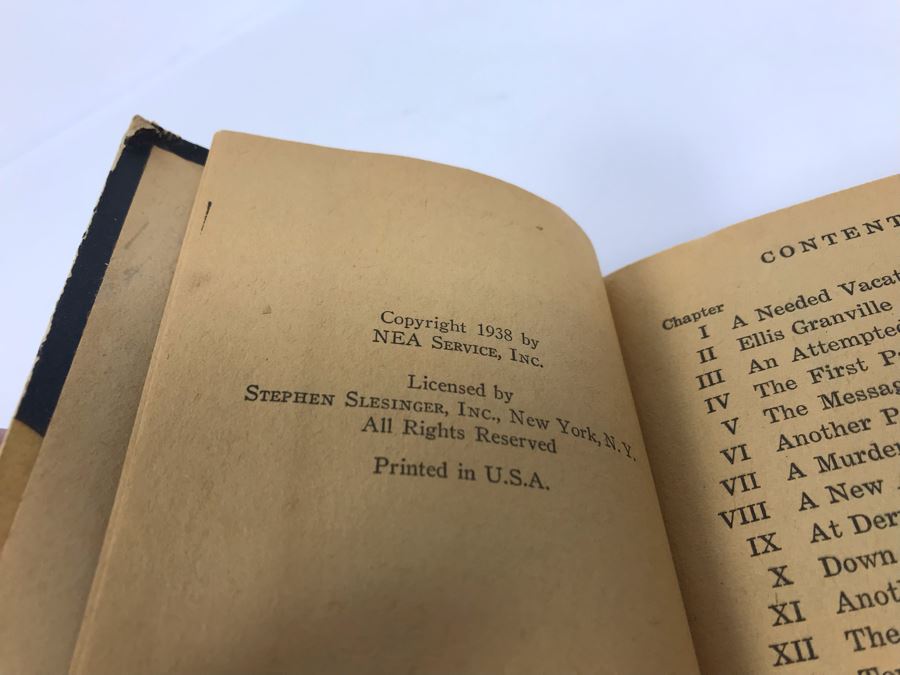 Copyright 1938 by
NEA SERVICE, INC.
Licensed by
STEPHEN SLESINGER, INC., New York, N.Y.
All Rights Reserved
Printed in U.S.A.
CONTENT
Chapter
I A Needed Vacat
II Ellis Granville
III An Attempted
IV The First P
V The Messag
VI Another P
VII A Murder
VIII A New
IX At Der
X Down
XI Anot
XII The